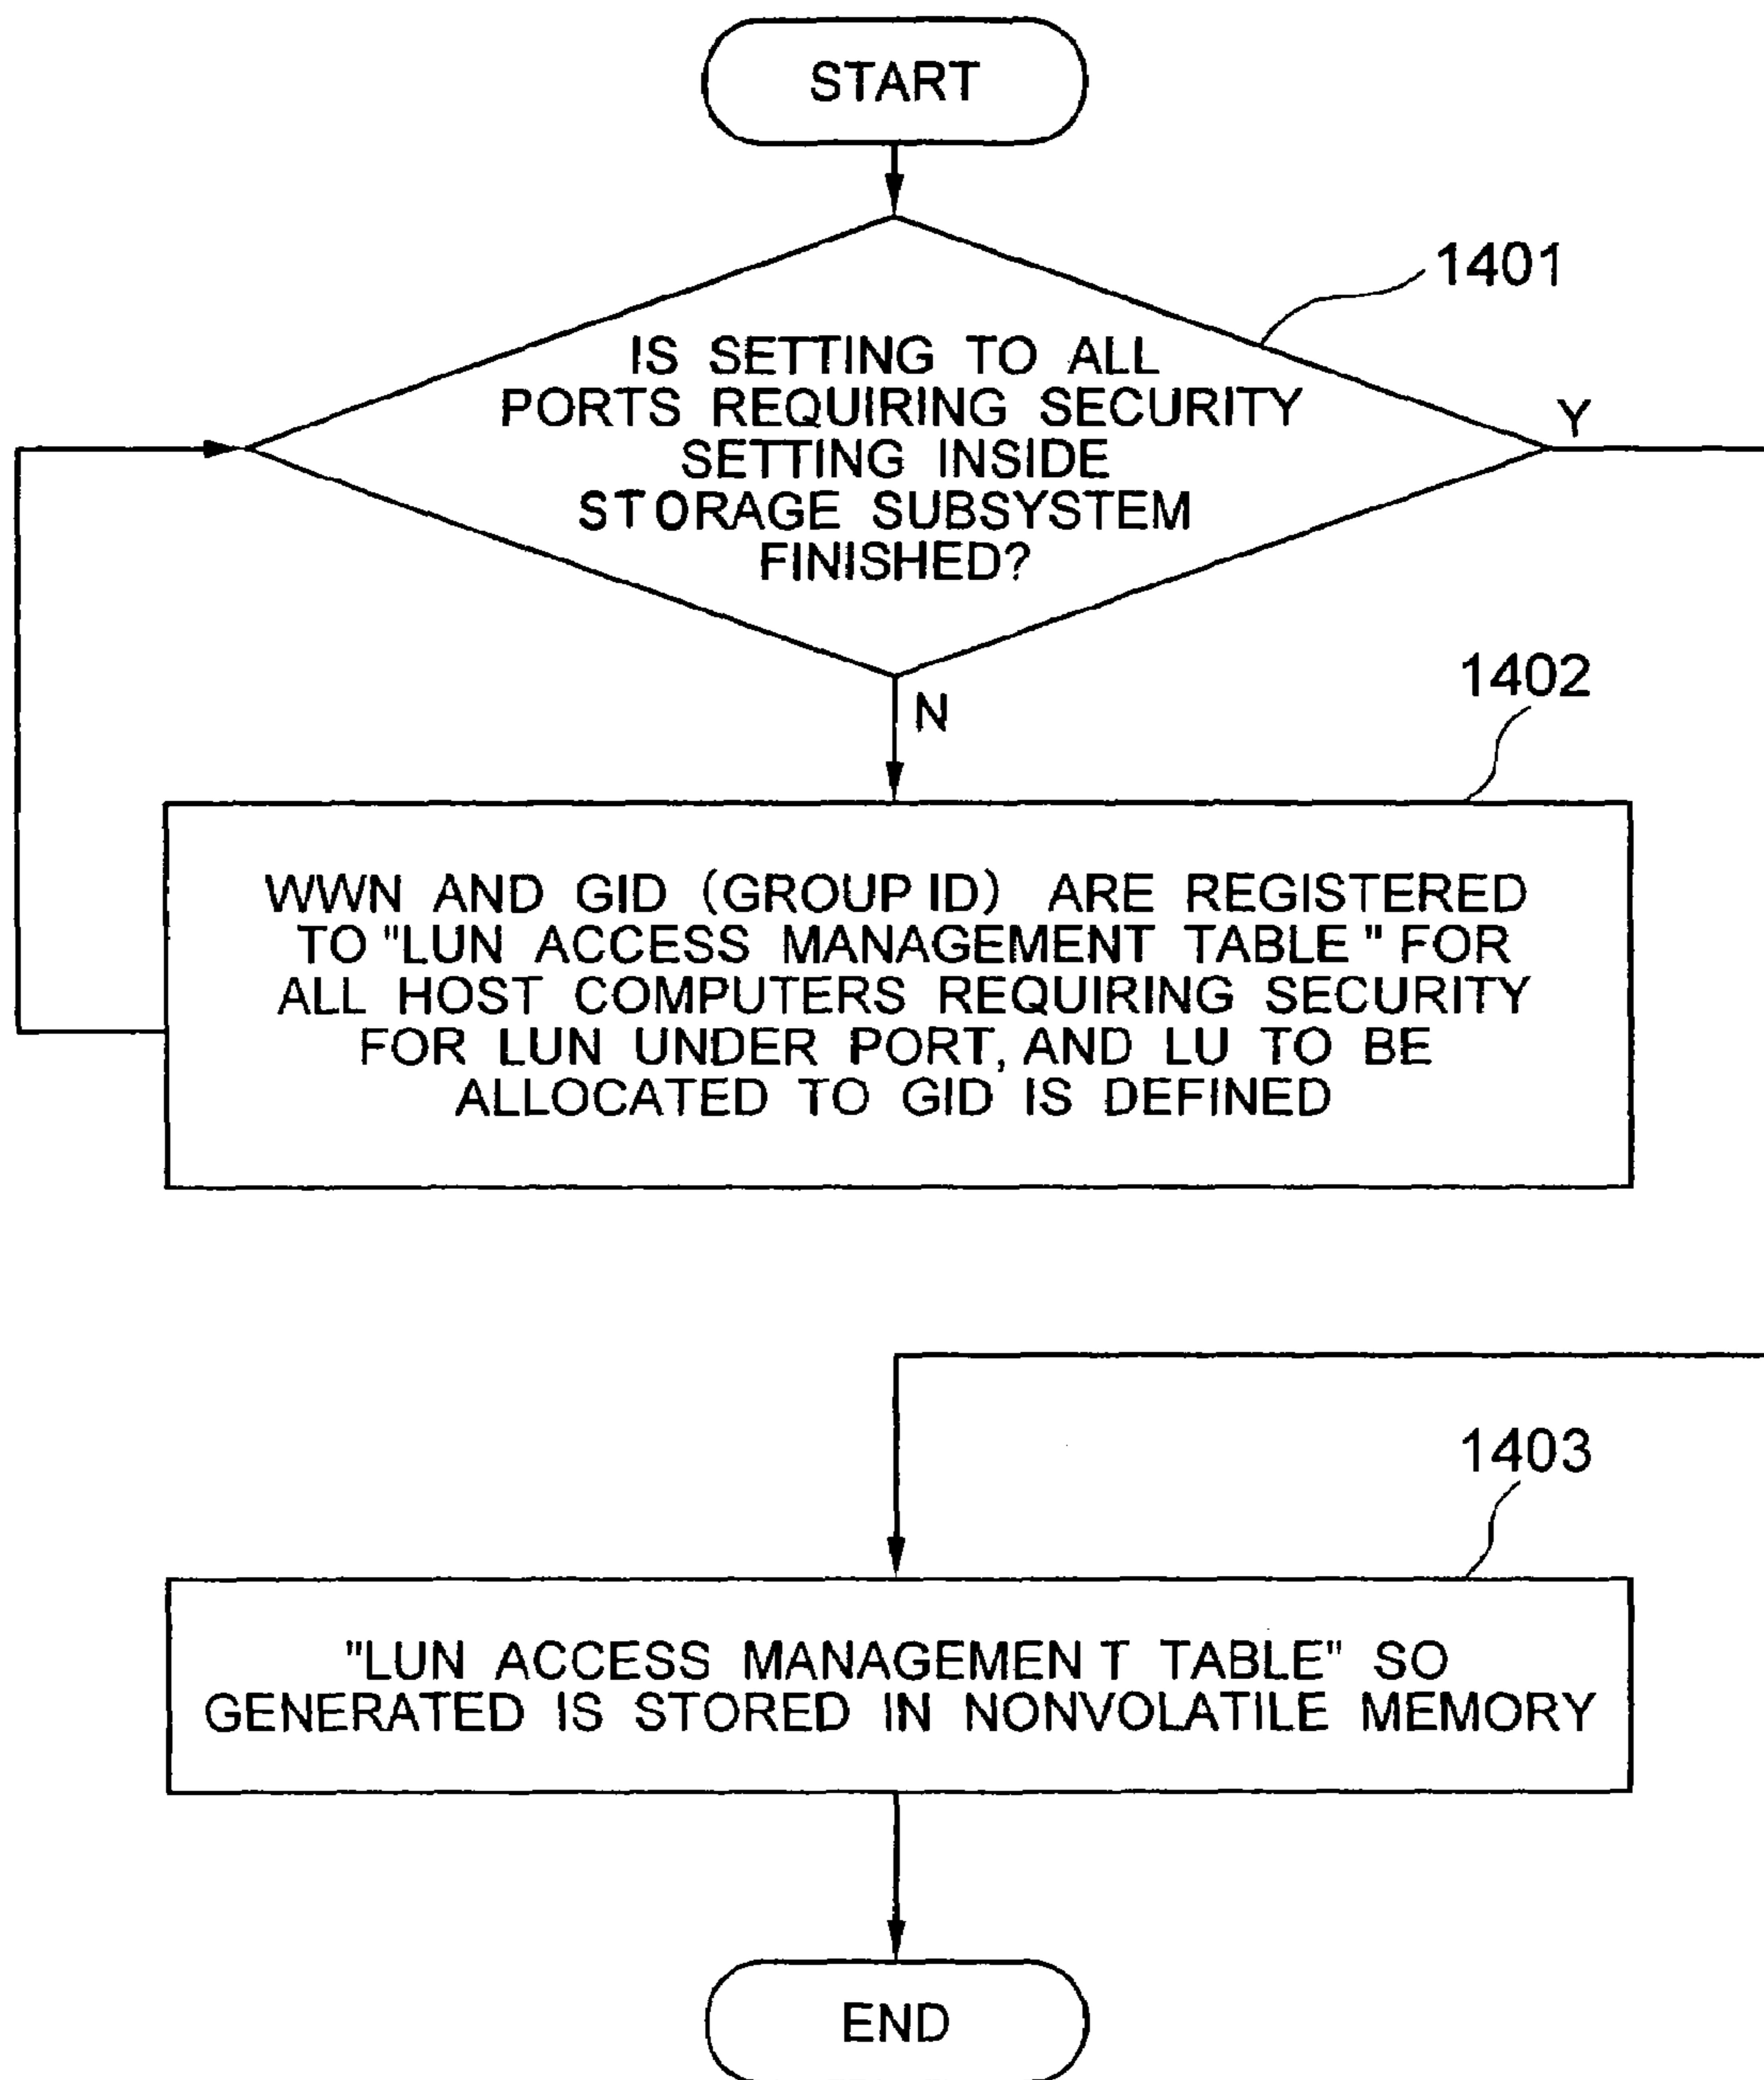 START
1401
IS SETTING TO ALL
PORTS REQUIRING SECURITY
SETTING INSIDE
STORAGE SUBSYSTEM
FINISHED?
Y
N
1402
WWN AND GID (GROUP ID) ARE REGISTERED
TO "LUN ACCESS MANAGEMENT TABLE" FOR
ALL HOST COMPUTERS REQUIRING SECURITY
FOR LUN UNDER PORT, AND LU TO BE
ALLOCATED TO GID IS DEFINED
1403
"LUN ACCESS MANAGEMENT TABLE" SO
GENERATED IS STORED IN NONVOLATILE MEMORY
END